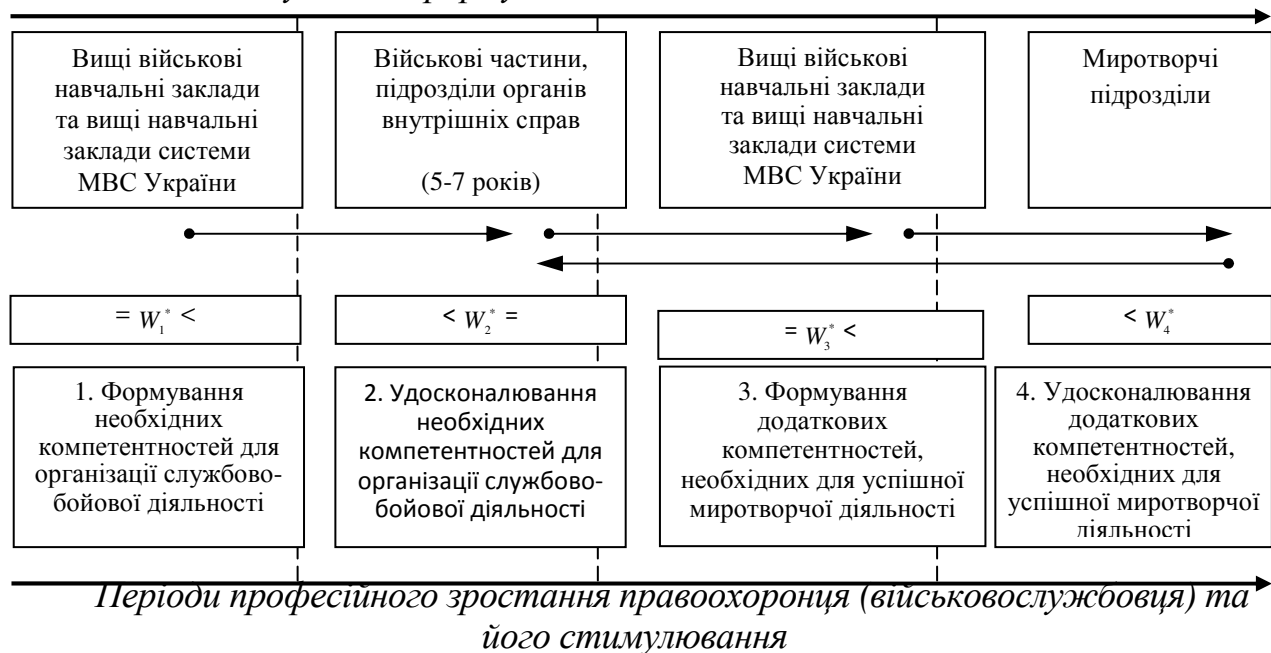 Вищі військові
навчальні заклади
та вищі навчальні
заклади системи
МВС України
Військові частини,
підрозділи органів
внутрішніх справ
(5-7 років)
Вищі військові
навчальні заклади
та вищі навчальні
заклади системи
МВС України
Миротворчі
підрозділи
= W₁* <
< W₂* =
= W₃* <
< W₄*
1. Формування
необхідних
компетентностей для
організації службово-
бойової діяльності
2. Удосконалювання
необхідних
компетентностей для
організації службово-
бойової діяльності
3. Формування
додаткових
компетентностей,
необхідних для успішної
миротворчої діяльності
4. Удосконалювання
додаткових
компетентностей,
необхідних для
успішної миротворчої
діяльності
Періоди професійного зростання правоохоронця (військовослужбовця) та
його стимулювання